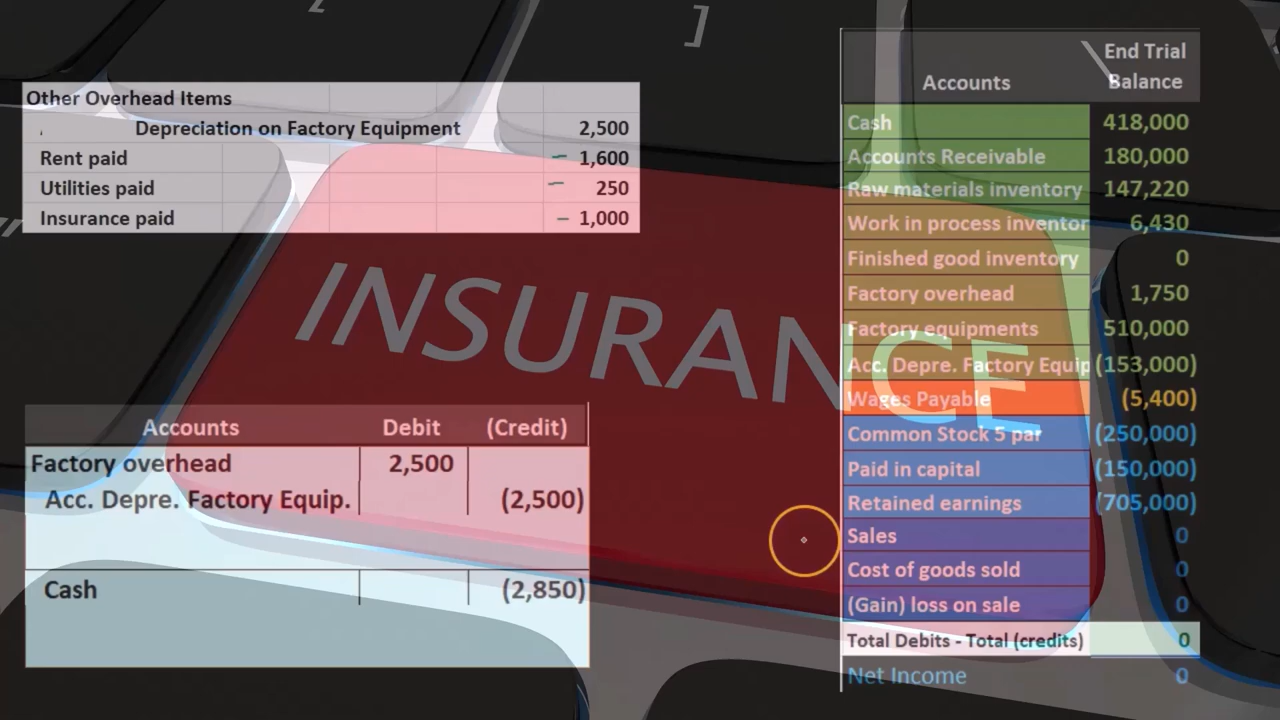 ]
Other Overhead Items
Depreciation on Factory Equipment 2,500
Rent paid 1,600
Utilities paid 250
Insurance paid 1,000
INSURANCE
Accounts Debit (Credit)
Factory overhead 2,500
Acc. Depre. Factory Equip. (2,500)
Cash (2,850)
Accounts End Trial Balance
Cash 418,000
Accounts Receivable 180,000
Raw materials inventory 147,220
Work in process inventor 6,430
Finished good inventory 0
Factory overhead 1,750
Factory equipments 510,000
Acc. Depre. Factory Equip (153,000)
Wages Payable (5,400)
Common Stock 5 par (250,000)
Paid in capital (150,000)
Retained earnings (705,000)
Sales 0
Cost of goods sold 0
(Gain) loss on sale 0
Total Debits - Total (credits) 0
Net Income 0